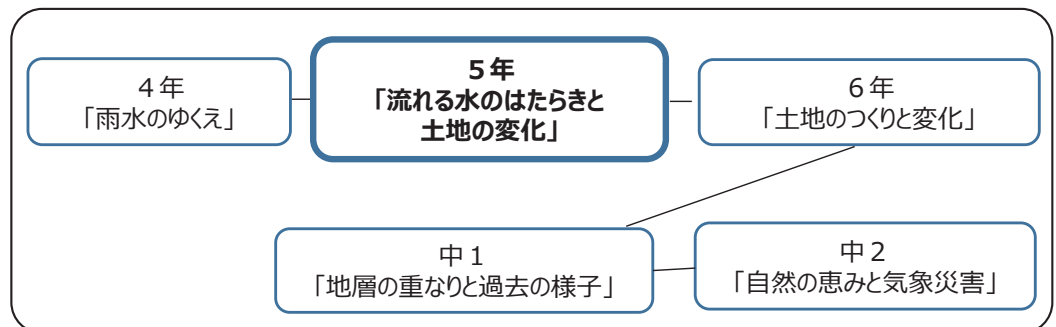 4年
「雨水のゆくえ」
5年
「流れる水のはたらきと
土地の変化」
6年
「土地のつくりと変化」
中1
「地層の重なりと過去の様子」
中2
「自然の恵みと気象災害」